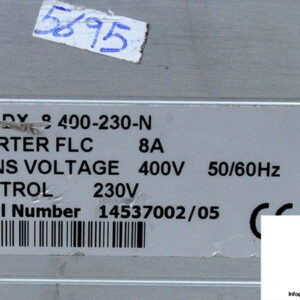 5695
DX 8 400-230-N
RTER FLC 8A
NS VOLTAGE 400V 50/60Hz
TROL 230V
l Number 14537002/05
CE
Info@